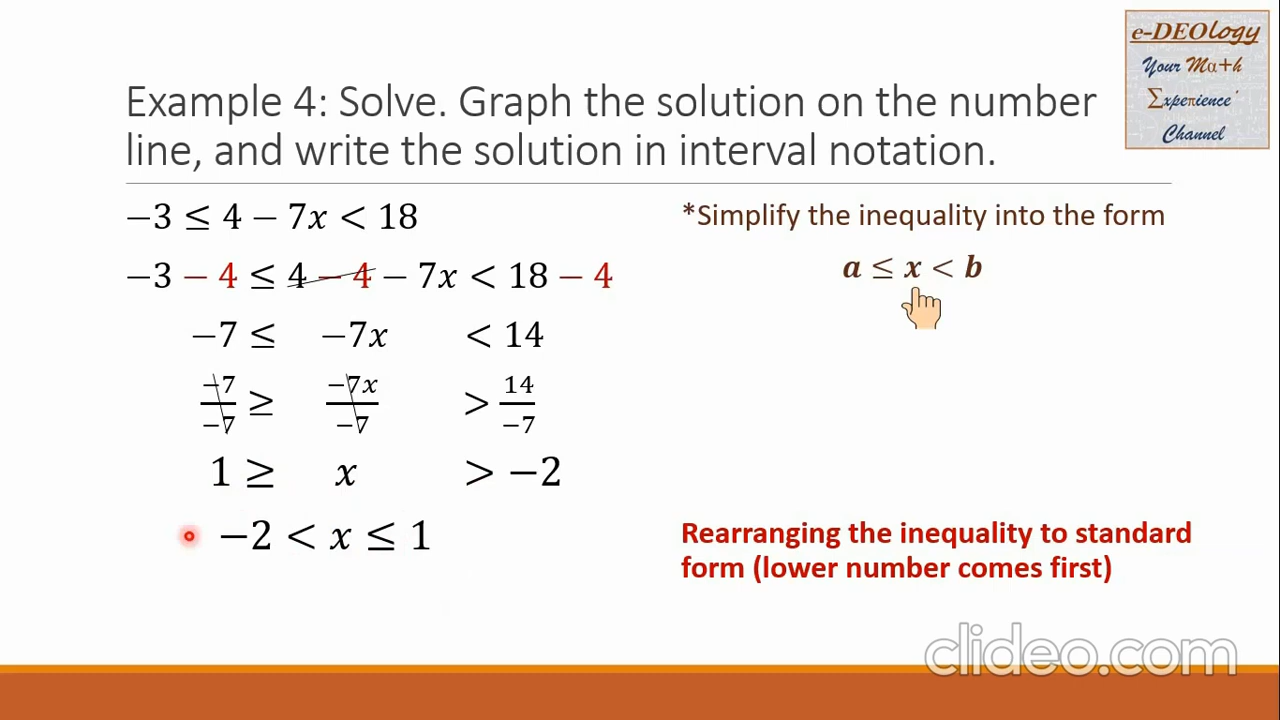 e-DEOlogy
Your Mα+h
Σxpeπience'
Channel
Example 4: Solve. Graph the solution on the number
line, and write the solution in interval notation.
−3 ≤ 4 − 7x < 18
*Simplify the inequality into the form
−3 − 4 ≤ 4 − 4 − 7x < 18 − 4
a ≤ x < b
−7 ≤ −7x < 14
−7/−7 ≥ −7x/−7 > 14/−7
1 ≥ x > −2
−2 < x ≤ 1
Rearranging the inequality to standard
form (lower number comes first)
clideo.com